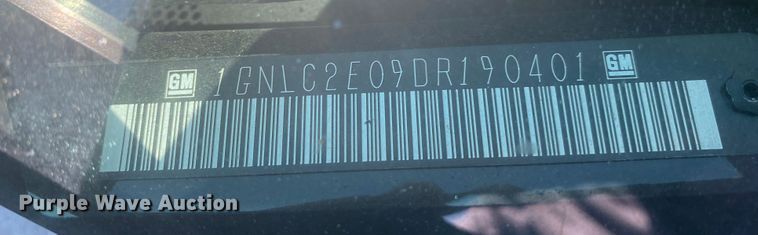 GM 1GNLC2E09DR190401 GM
Purple Wave Auction